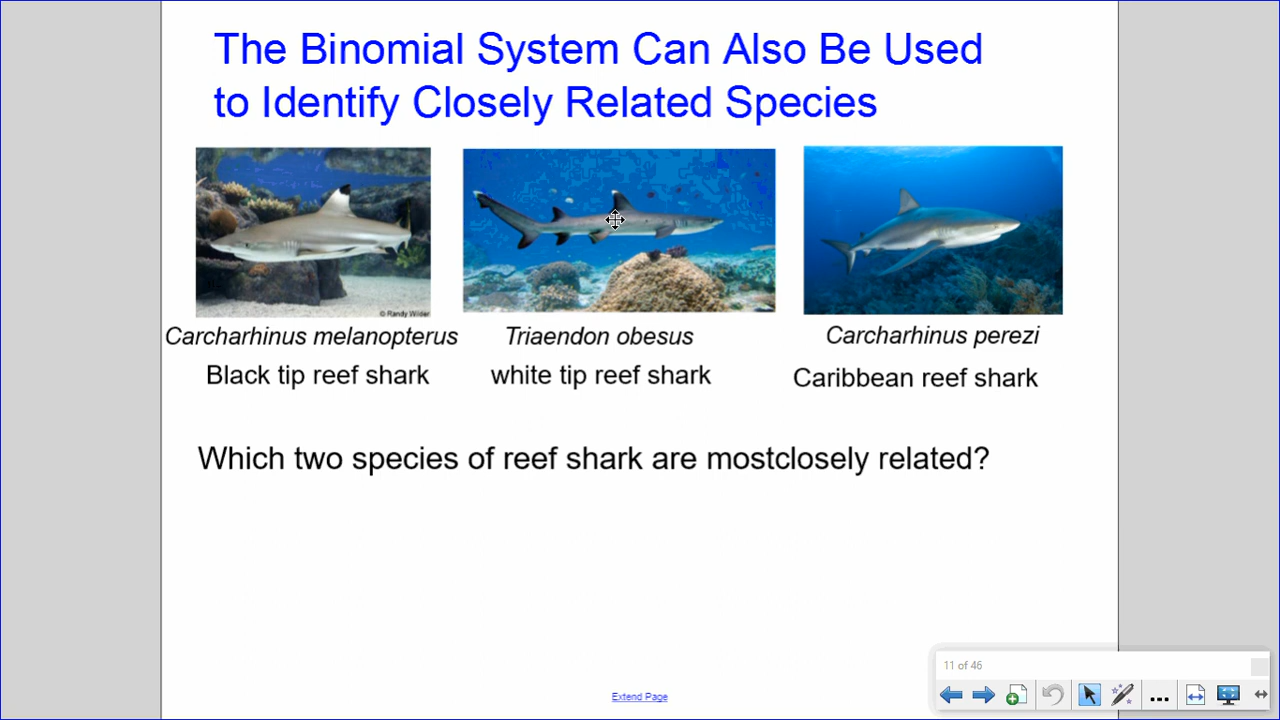 The Binomial System Can Also Be Used
to Identify Closely Related Species
© Randy Wilder
Carcharhinus melanopterus
Triaendon obesus
Carcharhinus perezi
Black tip reef shark
white tip reef shark
Caribbean reef shark
Which two species of reef shark are mostclosely related?
11 of 46
Extend Page